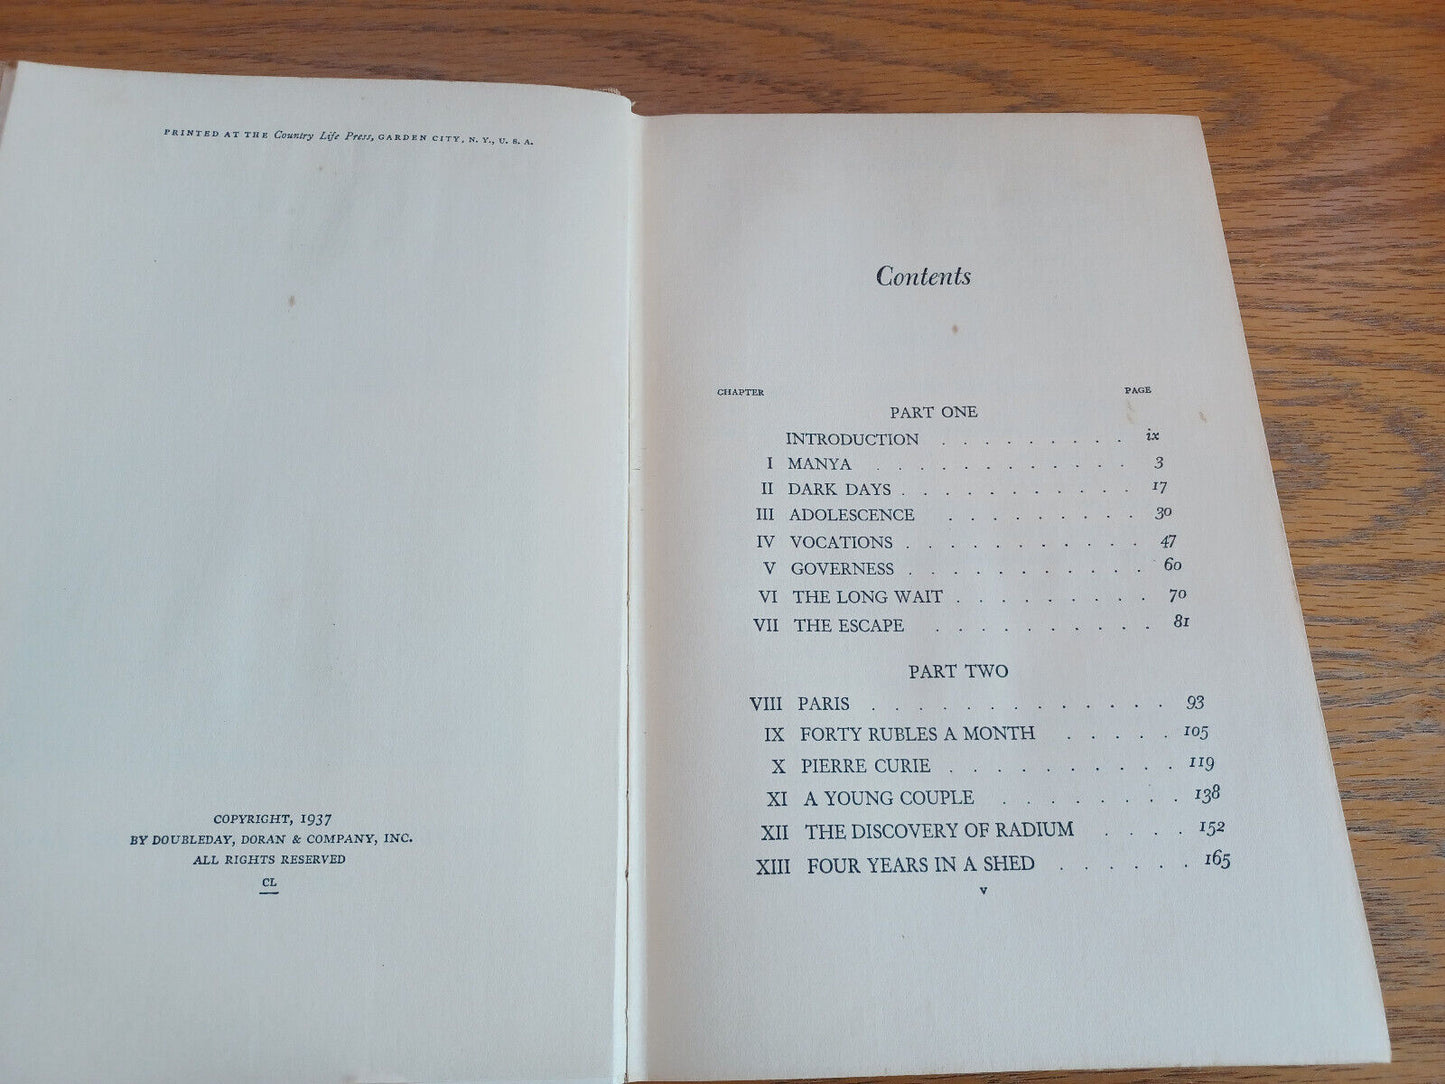 PRINTED AT THE Country Life Press, GARDEN CITY, N. Y., U. S. A.
COPYRIGHT, 1937
BY DOUBLEDAY, DORAN & COMPANY, INC.
ALL RIGHTS RESERVED
CL
Contents
CHAPTER PAGE
PART ONE
INTRODUCTION . . . . . . . . . ix
I MANYA . . . . . . . . . . . 3
II DARK DAYS . . . . . . . . . . . 17
III ADOLESCENCE . . . . . . . . . 30
IV VOCATIONS . . . . . . . . . . . 47
V GOVERNESS . . . . . . . . . . . 60
VI THE LONG WAIT . . . . . . . . . 70
VII THE ESCAPE . . . . . . . . . . 81
PART TWO
VIII PARIS . . . . . . . . . . . . . 93
IX FORTY RUBLES A MONTH . . . . . 105
X PIERRE CURIE . . . . . . . . . . 119
XI A YOUNG COUPLE . . . . . . . . 138
XII THE DISCOVERY OF RADIUM . . . . 152
XIII FOUR YEARS IN A SHED . . . . . . 165
v